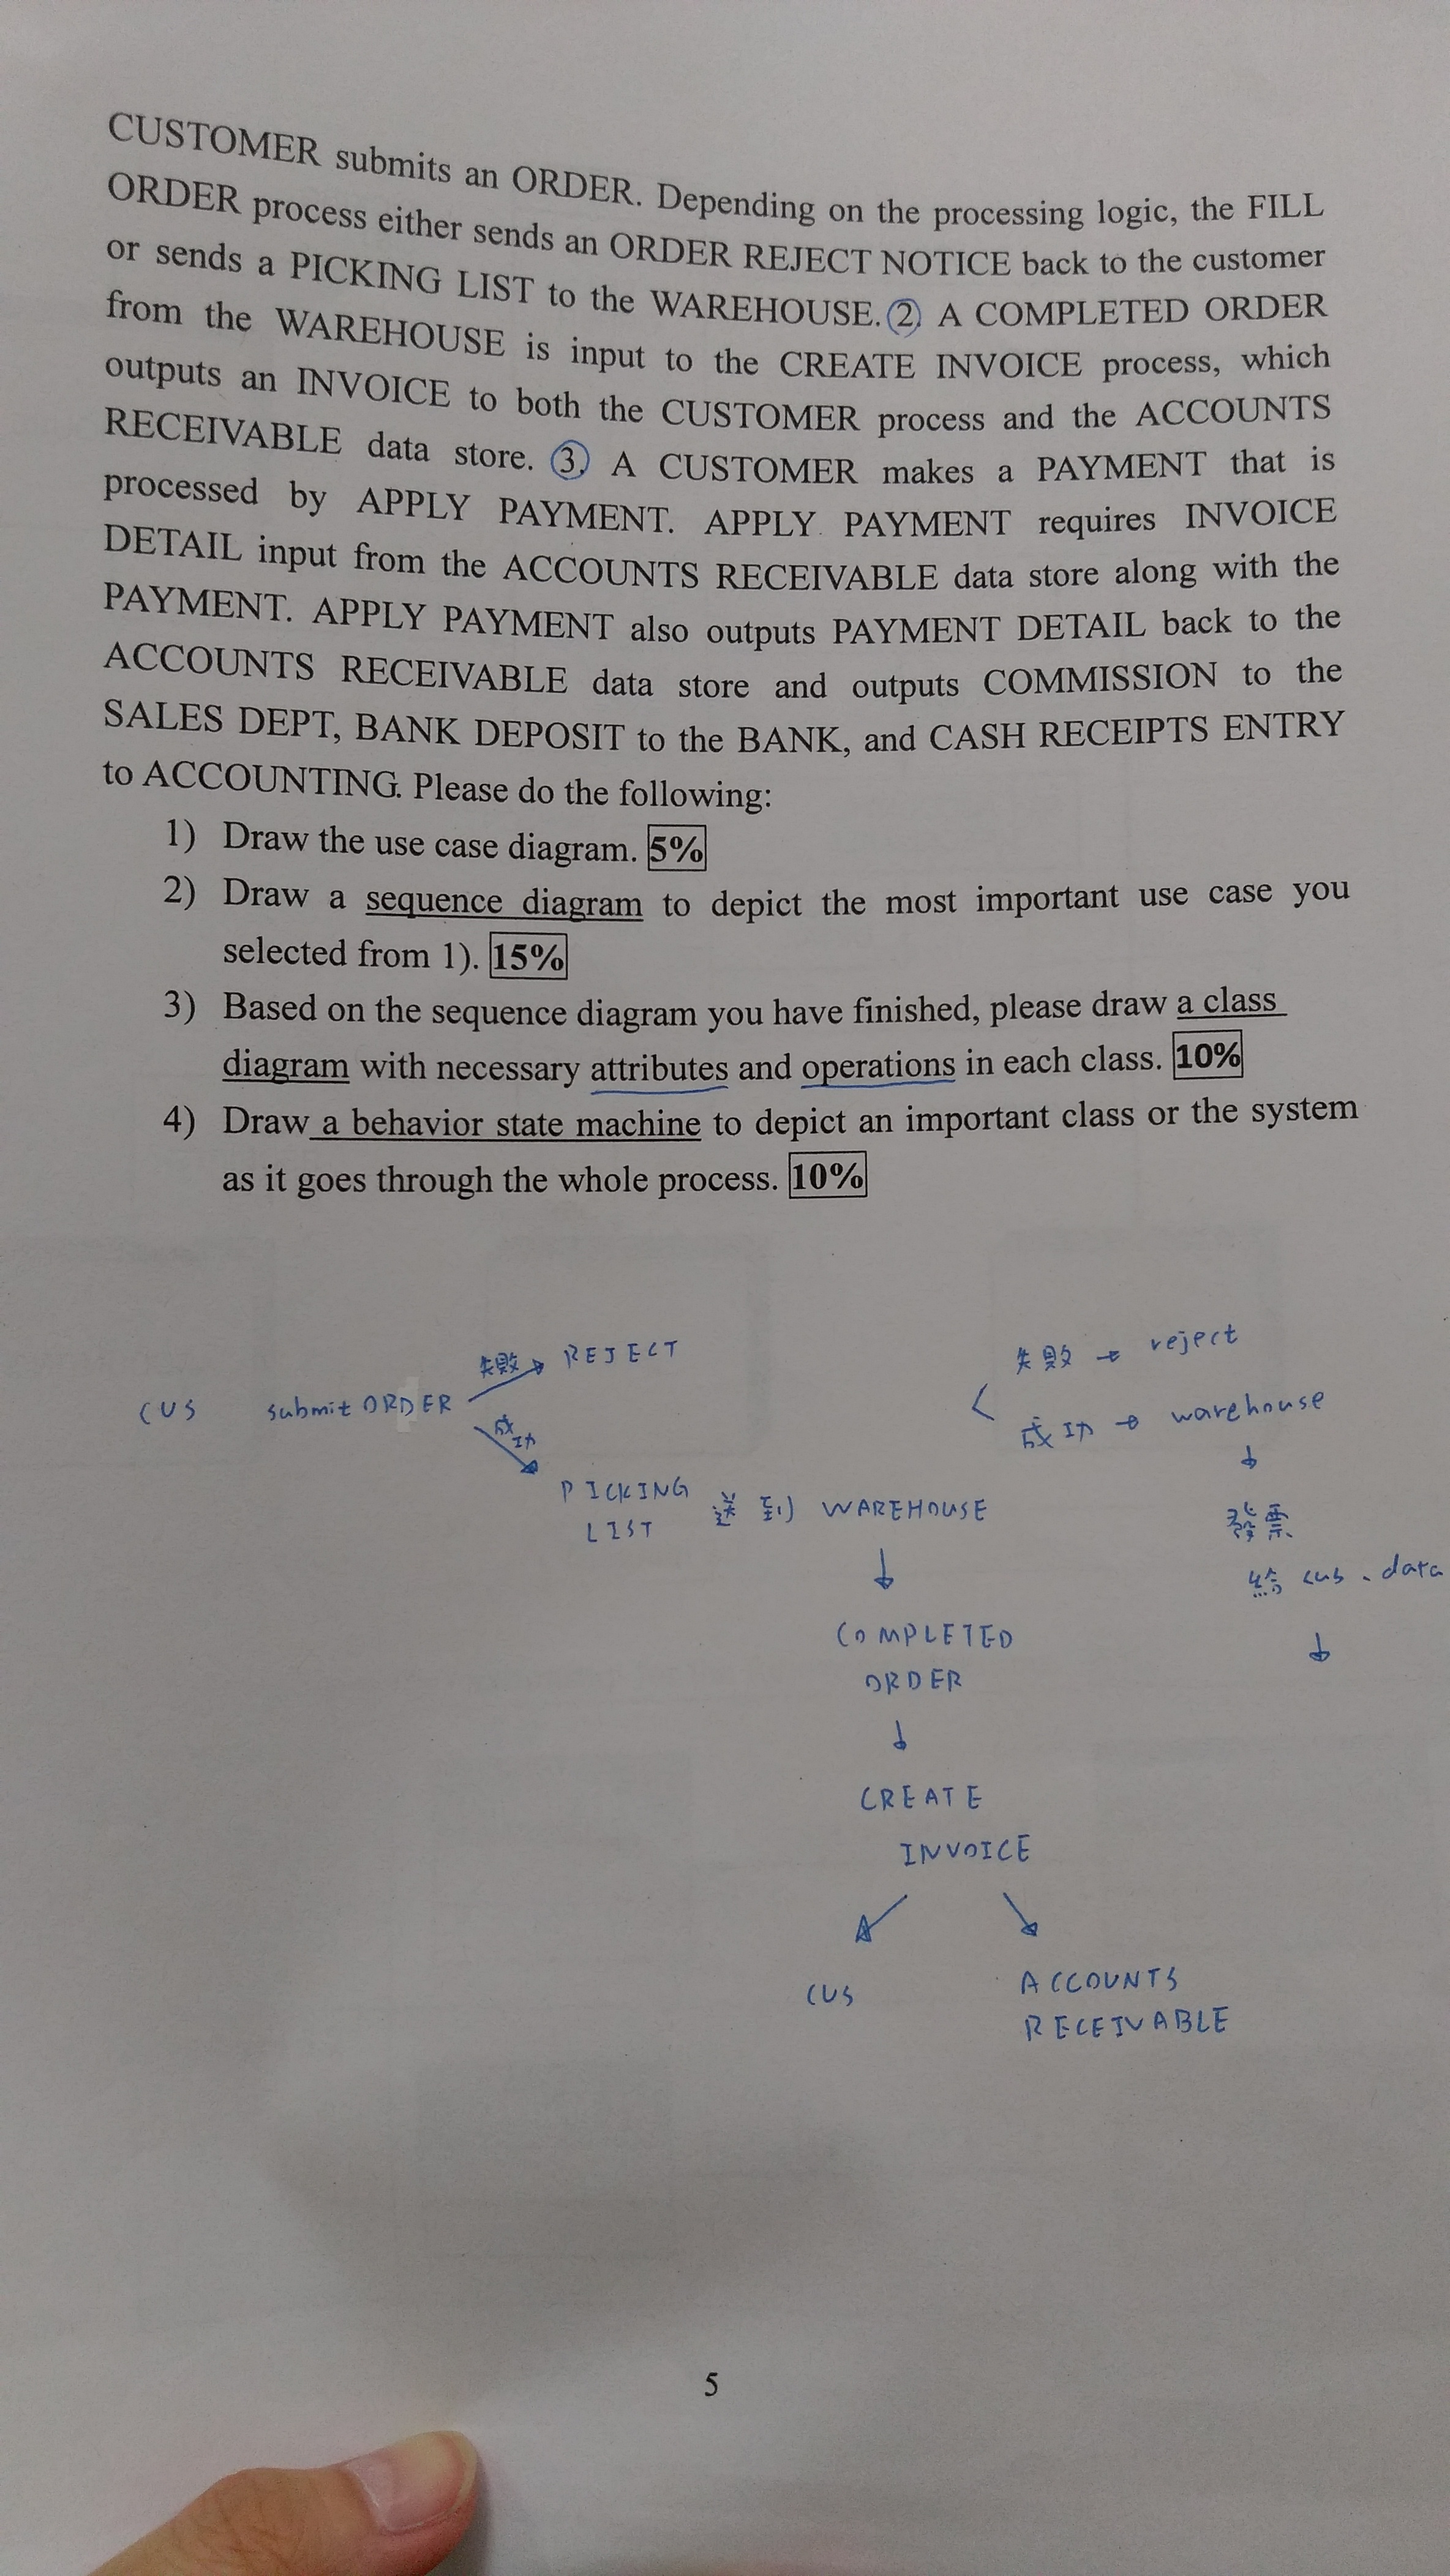 CUSTOMER submits an ORDER. Depending on the processing logic, the FILL
ORDER process either sends an ORDER REJECT NOTICE back to the customer
or sends a PICKING LIST to the WAREHOUSE. 2. A COMPLETED ORDER
from the WAREHOUSE is input to the CREATE INVOICE process, which
outputs an INVOICE to both the CUSTOMER process and the ACCOUNTS
RECEIVABLE data store. 3. A CUSTOMER makes a PAYMENT that is
processed by APPLY PAYMENT. APPLY PAYMENT requires INVOICE
DETAIL input from the ACCOUNTS RECEIVABLE data store along with the
PAYMENT. APPLY PAYMENT also outputs PAYMENT DETAIL back to the
ACCOUNTS RECEIVABLE data store and outputs COMMISSION to the
SALES DEPT, BANK DEPOSIT to the BANK, and CASH RECEIPTS ENTRY
to ACCOUNTING. Please do the following:
1) Draw the use case diagram. 5%
2) Draw a sequence diagram to depict the most important use case you
selected from 1). 15%
3) Based on the sequence diagram you have finished, please draw a class
diagram with necessary attributes and operations in each class. 10%
4) Draw a behavior state machine to depict an important class or the system
as it goes through the whole process. 10%
失敗 REJECT
CUS submit ORDER
成功
PICKING
LIST 送到 WAREHOUSE
COMPLETED
ORDER
CREATE
INVOICE
CUS
ACCOUNTS
RECEIVABLE
失敗 → reject
成功 → warehouse
發票
給 cus、data
5